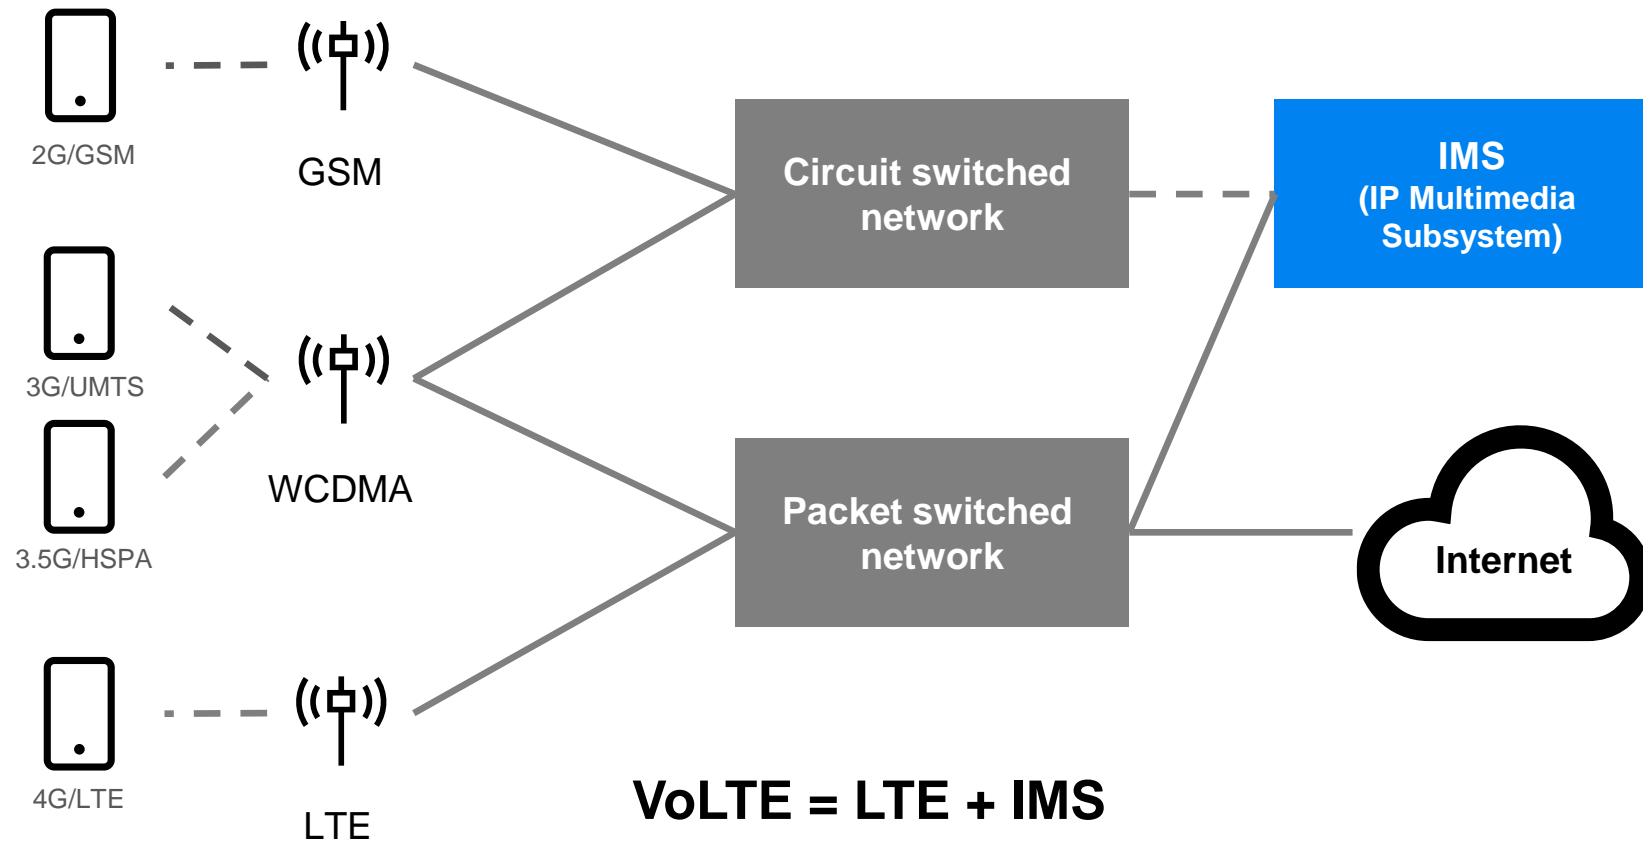 2G/GSM
GSM
Circuit switched
network
IMS
(IP Multimedia
Subsystem)
3G/UMTS
WCDMA
3.5G/HSPA
Packet switched
network
Internet
4G/LTE
LTE
VoLTE = LTE + IMS